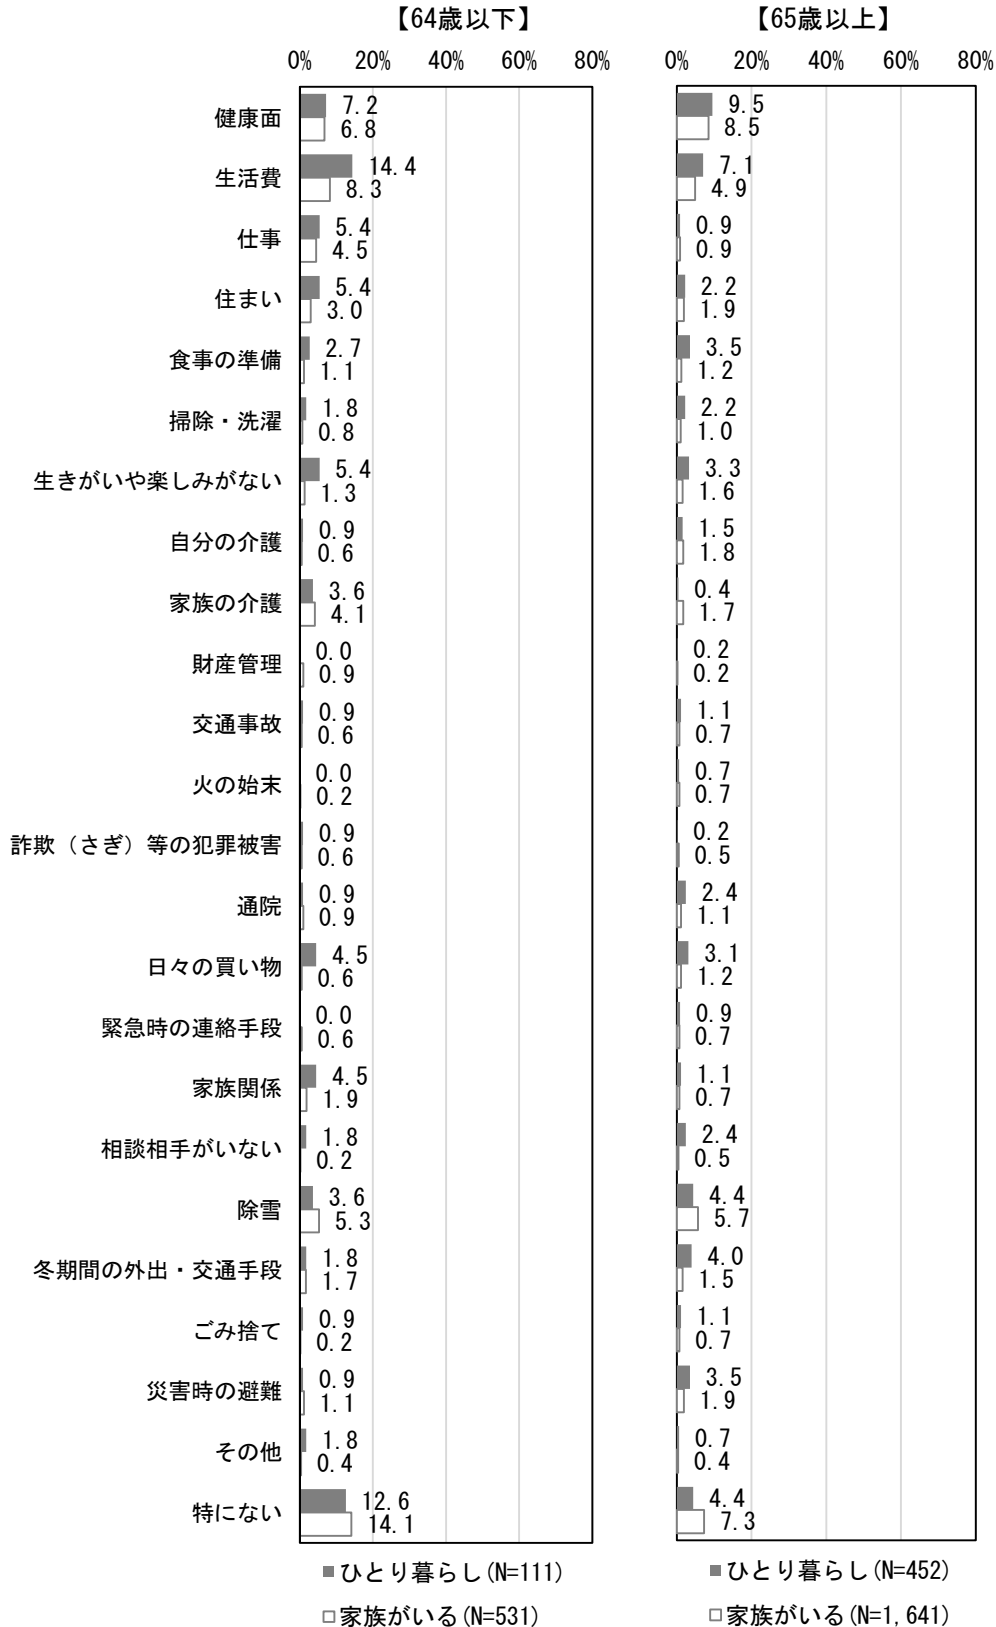 【64歳以下】 【65歳以上】
0% 20% 40% 60% 80% 0% 20% 40% 60% 80%
健康面 7.2 6.8 9.5 8.5
生活費 14.4 8.3 7.1 4.9
仕事 5.4 4.5 0.9 0.9
住まい 5.4 3.0 2.2 1.9
食事の準備 2.7 1.1 3.5 1.2
掃除・洗濯 1.8 0.8 2.2 1.0
生きがいや楽しみがない 5.4 1.3 3.3 1.6
自分の介護 0.9 0.6 1.5 1.8
家族の介護 3.6 4.1 0.4 1.7
財産管理 0.0 0.9 0.2 0.2
交通事故 0.9 0.6 1.1 0.7
火の始末 0.0 0.2 0.7 0.7
詐欺（さぎ）等の犯罪被害 0.9 0.6 0.2 0.5
通院 0.9 0.9 2.4 1.1
日々の買い物 4.5 0.6 3.1 1.2
緊急時の連絡手段 0.0 0.6 0.9 0.7
家族関係 4.5 1.9 1.1 0.7
相談相手がいない 1.8 0.2 2.4 0.5
除雪 3.6 5.3 4.4 5.7
冬期間の外出・交通手段 1.8 1.7 4.0 1.5
ごみ捨て 0.9 0.2 1.1 0.7
災害時の避難 0.9 1.1 3.5 1.9
その他 1.8 0.4 0.7 0.4
特にない 12.6 14.1 4.4 7.3
ひとり暮らし(N=111) ひとり暮らし(N=452)
家族がいる(N=531) 家族がいる(N=1,641)